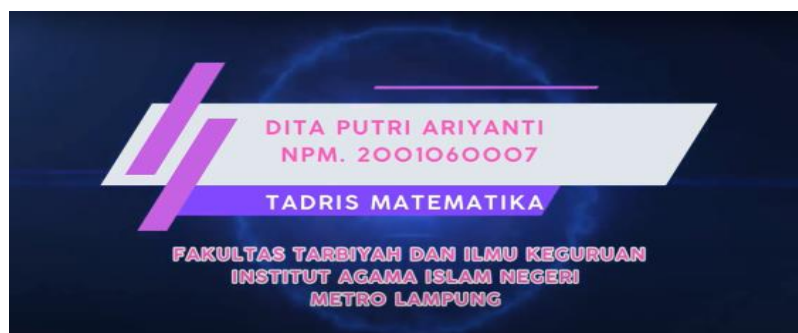 DITA PUTRI ARIYANTI
NPM. 2001060007
TADRIS MATEMATIKA
FAKULTAS TARBIYAH DAN ILMU KEGURUAN
INSTITUT AGAMA ISLAM NEGERI
METRO LAMPUNG